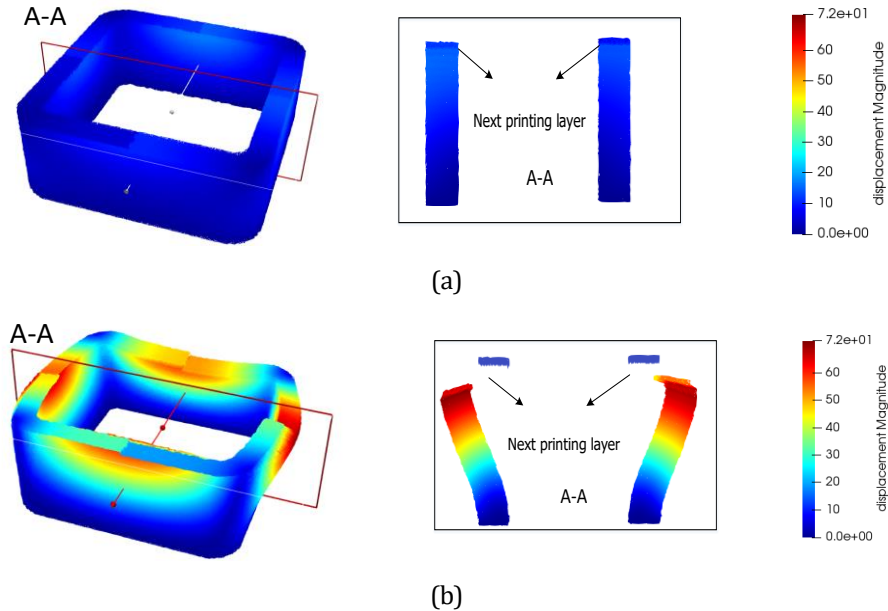 A-A
Next printing layer
A-A
7.2e+01
60
50
40
30
20
10
0.0e+00
displacement Magnitude
(a)
A-A
Next printing layer
A-A
7.2e+01
60
50
40
30
20
10
0.0e+00
displacement Magnitude
(b)